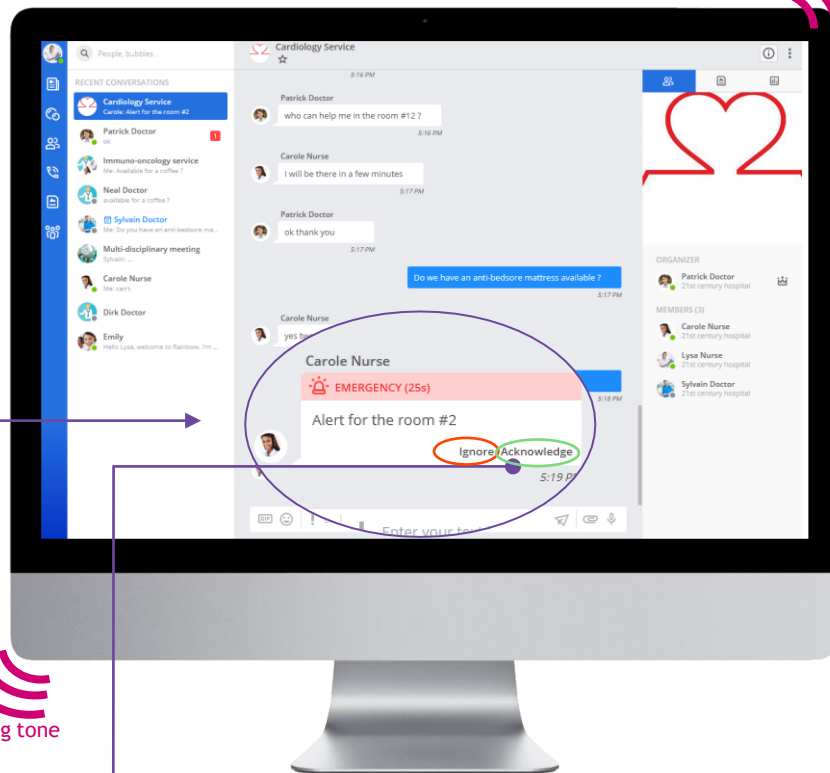 People, bubbles...
RECENT CONVERSATIONS
Cardiology Service
Carole: Alert for the room #2
Patrick Doctor
ok
1
Immuno-oncology service
Me: Available for a coffee ?
Neal Doctor
available for a coffee ?
Sylvain Doctor
Me: Do you have an anti-bedsore ma...
Multi-disciplinary meeting
Sylvain: ...
Carole Nurse
Me: can't
Dirk Doctor
Emily
Hello Lysa, welcome to Rainbow. I'm ...
Cardiology Service
5:16 PM
Patrick Doctor
who can help me in the room #12 ?
5:16 PM
Carole Nurse
I will be there in a few minutes
5:17 PM
Patrick Doctor
ok thank you
5:17 PM
Do we have an anti-bedsore mattress available ?
5:17 PM
Carole Nurse
yes
5:18 PM
Carole Nurse
EMERGENCY (25s)
Alert for the room #2
Ignore Acknowledge
5:19 P
GIF
Enter your
ORGANIZER
Patrick Doctor
21st century hospital
MEMBERS (3)
Carole Nurse
21st century hospital
Lysa Nurse
21st century hospital
Sylvain Doctor
21st century hospital
g tone